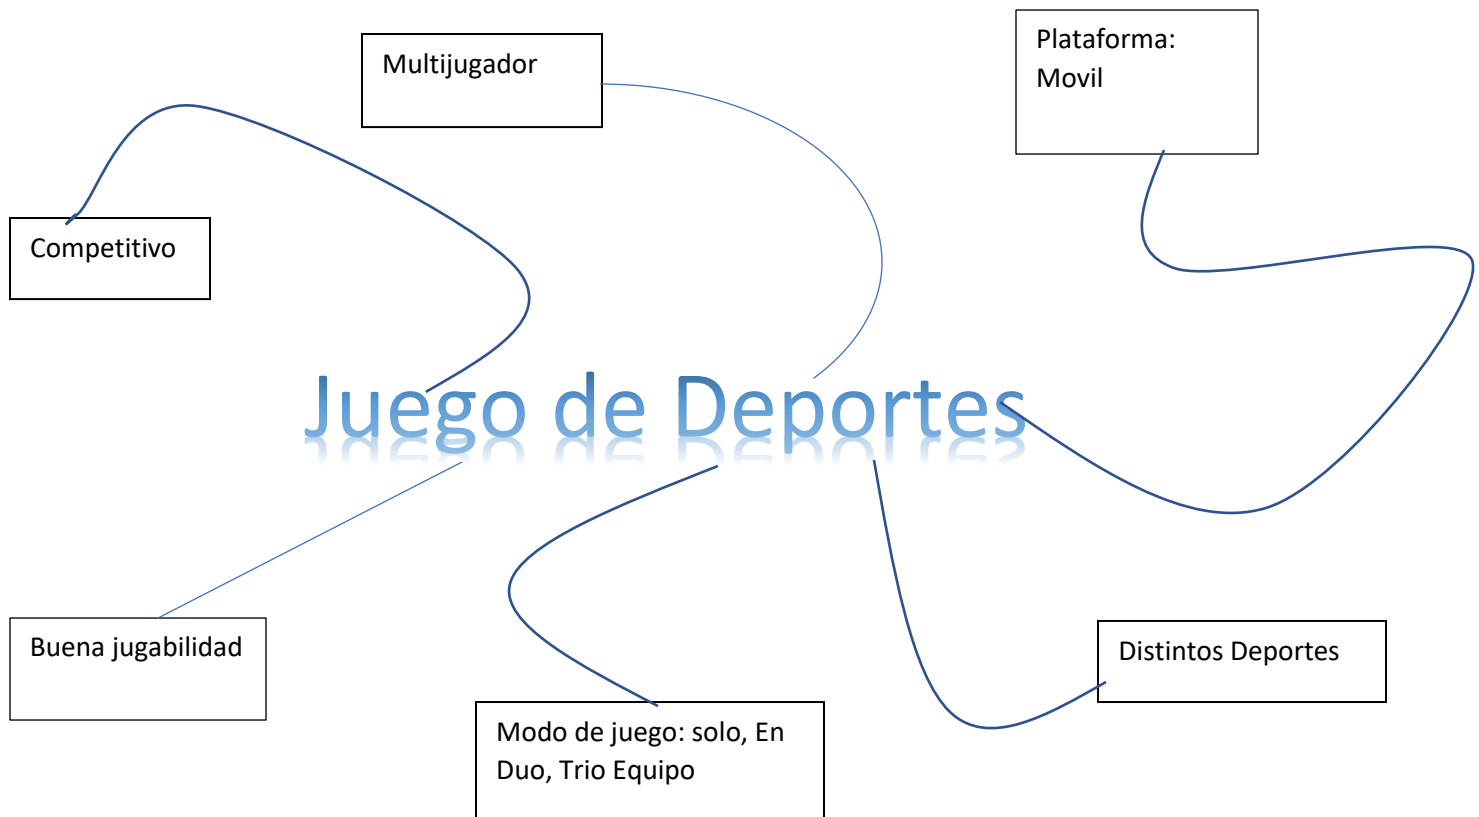 Multijugador
Plataforma:
Movil
Competitivo
Juego de Deportes
Buena jugabilidad
Distintos Deportes
Modo de juego: solo, En
Duo, Trio Equipo